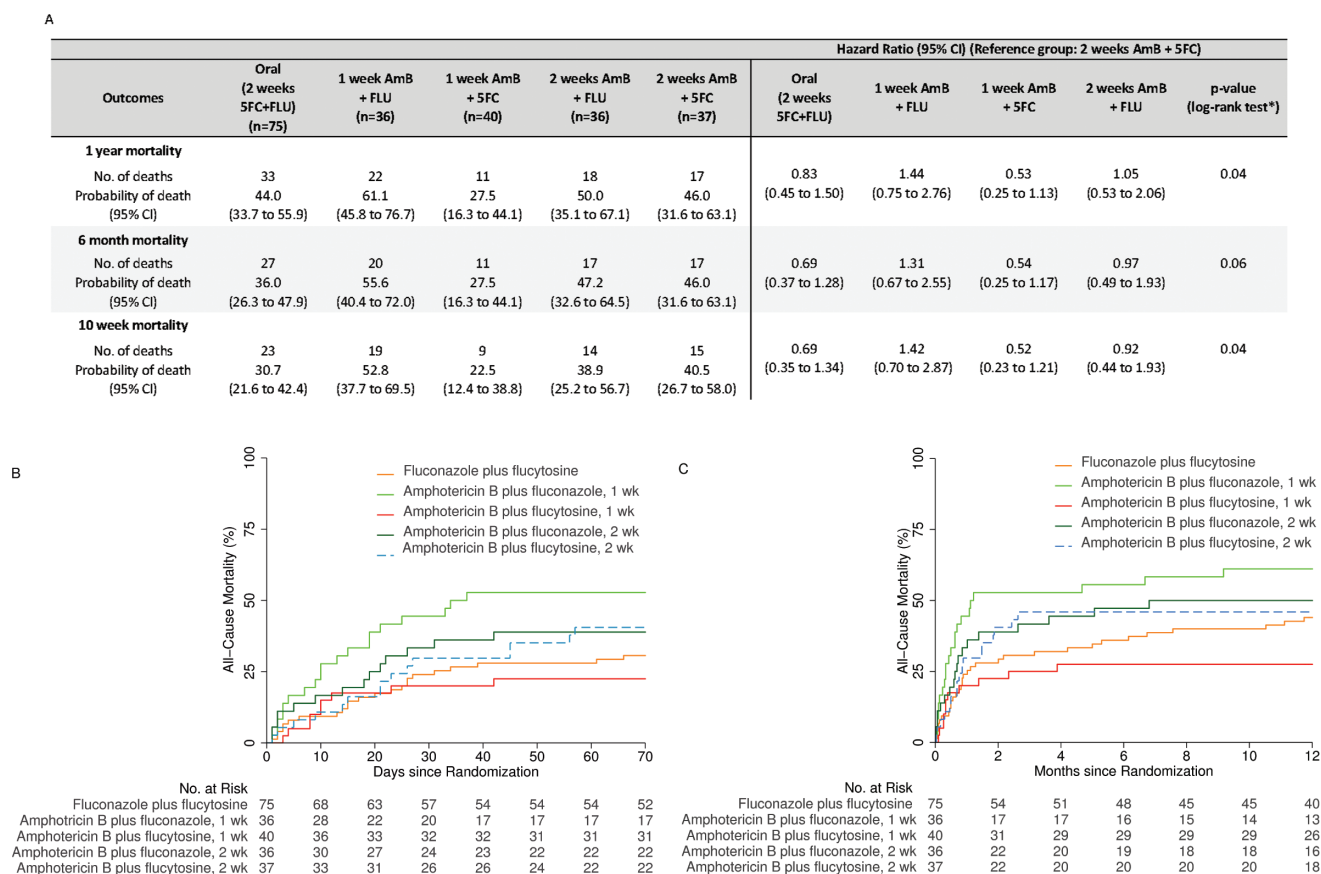 A
Hazard Ratio (95% CI) (Reference group: 2 weeks AmB + 5FC)
Outcomes
Oral
(2 weeks
5FC+FLU)
(n=75)
1 week AmB
+ FLU
(n=36)
1 week AmB
+ 5FC
(n=40)
2 weeks AmB
+ FLU
(n=36)
2 weeks AmB
+ 5FC
(n=37)
Oral
(2 weeks
5FC+FLU)
1 week AmB
+ FLU
1 week AmB
+ 5FC
2 weeks AmB
+ FLU
p-value
(log-rank test*)
1 year mortality
No. of deaths 33 22 11 18 17
Probability of death 44.0 61.1 27.5 50.0 46.0
(95% CI) (33.7 to 55.9) (45.8 to 76.7) (16.3 to 44.1) (35.1 to 67.1) (31.6 to 63.1)
0.83 1.44 0.53 1.05 0.04
(0.45 to 1.50) (0.75 to 2.76) (0.25 to 1.13) (0.53 to 2.06)
6 month mortality
No. of deaths 27 20 11 17 17
Probability of death 36.0 55.6 27.5 47.2 46.0
(95% CI) (26.3 to 47.9) (40.4 to 72.0) (16.3 to 44.1) (32.6 to 64.5) (31.6 to 63.1)
0.69 1.31 0.54 0.97 0.06
(0.37 to 1.28) (0.67 to 2.55) (0.25 to 1.17) (0.49 to 1.93)
10 week mortality
No. of deaths 23 19 9 14 15
Probability of death 30.7 52.8 22.5 38.9 40.5
(95% CI) (21.6 to 42.4) (37.7 to 69.5) (12.4 to 38.8) (25.2 to 56.7) (26.7 to 58.0)
0.69 1.42 0.52 0.92 0.04
(0.35 to 1.34) (0.70 to 2.87) (0.23 to 1.21) (0.44 to 1.93)
B
All−Cause Mortality (%)
100
75
50
25
0
Fluconazole plus flucytosine
Amphotericin B plus fluconazole, 1 wk
Amphotericin B plus flucytosine, 1 wk
Amphotericin B plus fluconazole, 2 wk
Amphotericin B plus flucytosine, 2 wk
0 10 20 30 40 50 60 70
Days since Randomization
No. at Risk
Fluconazole plus flucytosine 75 68 63 57 54 54 54 52
Amphotricin B plus fluconazole, 1 wk 36 28 22 20 17 17 17 17
Amphotericin B plus flucytosine, 1 wk 40 36 33 32 32 31 31 31
Amphotericin B plus fluconazole, 2 wk 36 30 27 24 23 22 22 22
Amphotericin B plus flucytosine, 2 wk 37 33 31 26 26 24 22 22
C
All−Cause Mortality (%)
100
75
50
25
0
Fluconazole plus flucytosine
Amphotericin B plus fluconazole, 1 wk
Amphotericin B plus flucytosine, 1 wk
Amphotericin B plus fluconazole, 2 wk
Amphotericin B plus flucytosine, 2 wk
0 2 4 6 8 10 12
Months since Randomization
No. at Risk
Fluconazole plus flucytosine 75 54 51 48 45 45 40
Amphotericin B plus fluconazole, 1 wk 36 17 17 16 15 14 13
Amphotericin B plus flucytosine, 1 wk 40 31 29 29 29 29 26
Amphotericin B plus fluconazole, 2 wk 36 22 20 19 18 18 16
Amphotericin B plus flucytosine, 2 wk 37 22 20 20 20 20 18